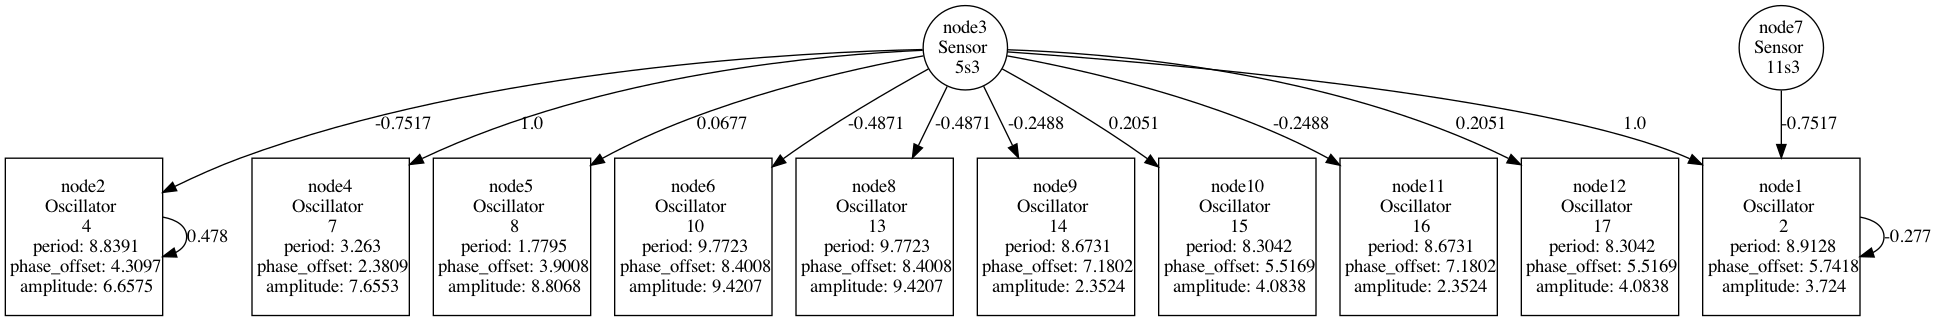 node3
Sensor
5s3
node7
Sensor
11s3
-0.7517
1.0
0.0677
-0.4871
-0.4871
-0.2488
0.2051
-0.2488
0.2051
1.0
-0.7517
node2
Oscillator
4
period: 8.8391
phase_offset: 4.3097
amplitude: 6.6575
0.478
node4
Oscillator
7
period: 3.263
phase_offset: 2.3809
amplitude: 7.6553
node5
Oscillator
8
period: 1.7795
phase_offset: 3.9008
amplitude: 8.8068
node6
Oscillator
10
period: 9.7723
phase_offset: 8.4008
amplitude: 9.4207
node8
Oscillator
13
period: 9.7723
phase_offset: 8.4008
amplitude: 9.4207
node9
Oscillator
14
period: 8.6731
phase_offset: 7.1802
amplitude: 2.3524
node10
Oscillator
15
period: 8.3042
phase_offset: 5.5169
amplitude: 4.0838
node11
Oscillator
16
period: 8.6731
phase_offset: 7.1802
amplitude: 2.3524
node12
Oscillator
17
period: 8.3042
phase_offset: 5.5169
amplitude: 4.0838
node1
Oscillator
2
period: 8.9128
phase_offset: 5.7418
amplitude: 3.724
-0.277